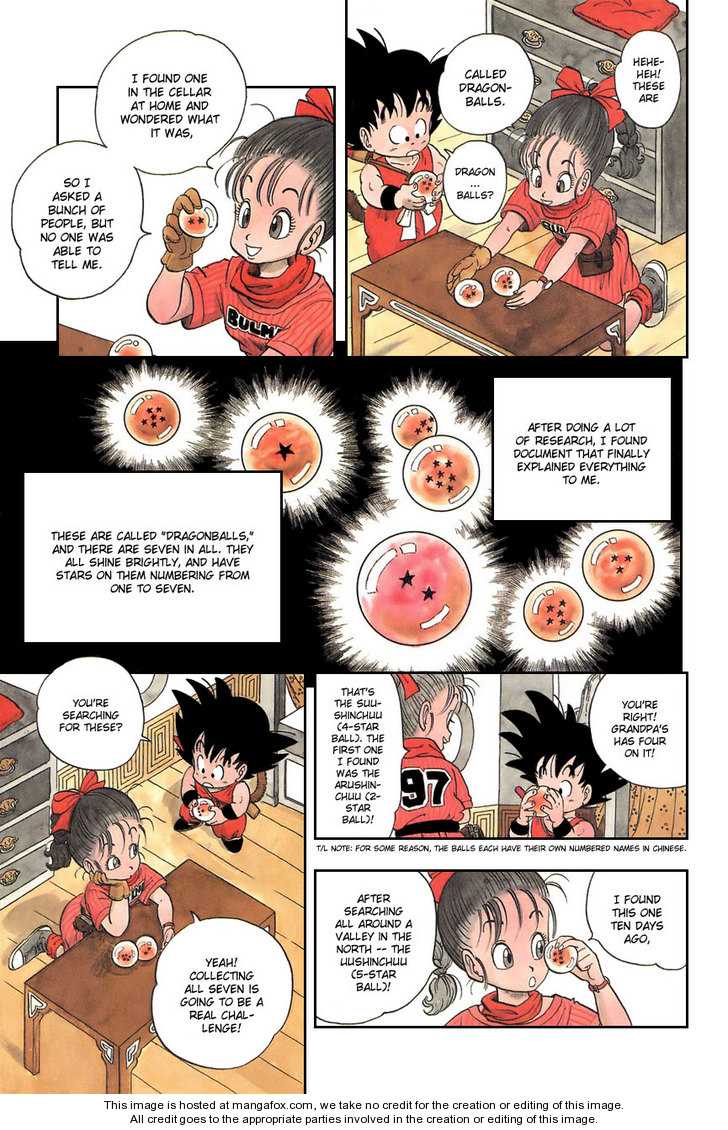 HEHE-
HEH!
THESE
ARE
CALLED
DRAGON-
BALLS.
DRAGON
...
BALLS?
I FOUND ONE
IN THE CELLAR
AT HOME AND
WONDERED WHAT
IT WAS,
SO I
ASKED A
BUNCH OF
PEOPLE, BUT
NO ONE WAS
ABLE TO
TELL ME.
BULM
AFTER DOING A LOT
OF RESEARCH, I FOUND
DOCUMENT THAT FINALLY
EXPLAINED EVERYTHING
TO ME.
THESE ARE CALLED "DRAGONBALLS,"
AND THERE ARE SEVEN IN ALL. THEY
ALL SHINE BRIGHTLY, AND HAVE
STARS ON THEM NUMBERING FROM
ONE TO SEVEN.
YOU'RE
RIGHT!
GRANDPA'S
HAS FOUR
ON IT!
THAT'S
THE SUU-
SHINCHUU
(4-STAR
BALL). THE
FIRST ONE
I FOUND
WAS THE
ARUSHIN-
CHUU (2-
STAR
BALL)!
97
T/L NOTE: FOR SOME REASON, THE BALLS EACH HAVE THEIR OWN NUMBERED NAMES IN CHINESE.
I FOUND
THIS ONE
TEN DAYS
AGO,
AFTER
SEARCHING
ALL AROUND A
VALLEY IN THE
NORTH -- THE
UUSHINCHUU
(5-STAR
BALL)!
YOU'RE
SEARCHING
FOR THESE?
YEAH!
COLLECTING
ALL SEVEN IS
GOING TO BE A
REAL CHAL-
LENGE!
This image is hosted at mangafox.com, we take no credit for the creation or editing of this image.
All credit goes to the appropriate parties involved in the creation or editing of this image.